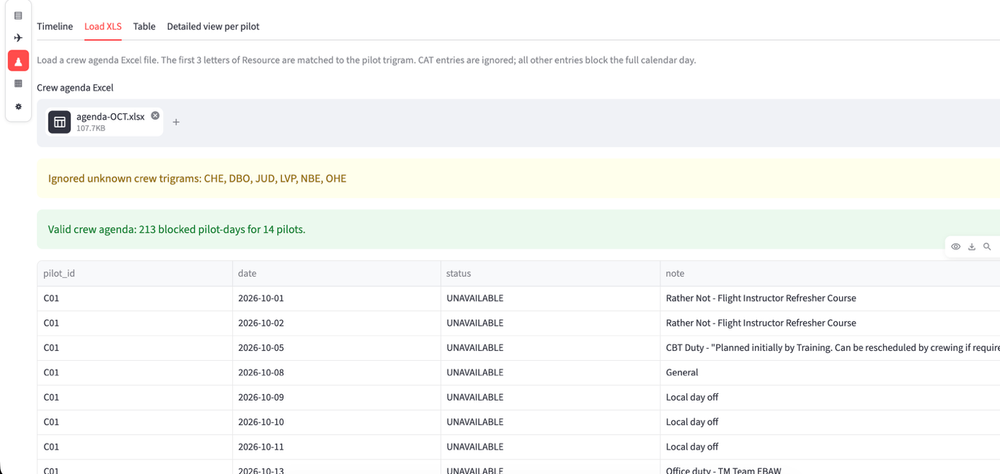 Timeline Load XLS Table Detailed view per pilot
Load a crew agenda Excel file. The first 3 letters of Resource are matched to the pilot trigram. CAT entries are ignored; all other entries block the full calendar day.
Crew agenda Excel
agenda-OCT.xlsx
107.7KB
Ignored unknown crew trigrams: CHE, DBO, JUD, LVP, NBE, OHE
Valid crew agenda: 213 blocked pilot-days for 14 pilots.
pilot_id date status note
C01 2026-10-01 UNAVAILABLE Rather Not - Flight Instructor Refresher Course
C01 2026-10-02 UNAVAILABLE Rather Not - Flight Instructor Refresher Course
C01 2026-10-05 UNAVAILABLE CBT Duty - "Planned initially by Training. Can be rescheduled by crewing if require
C01 2026-10-08 UNAVAILABLE General
C01 2026-10-09 UNAVAILABLE Local day off
C01 2026-10-10 UNAVAILABLE Local day off
C01 2026-10-11 UNAVAILABLE Local day off
C01 2026-10-13 UNAVAILABLE Office duty - TM Team EBAW